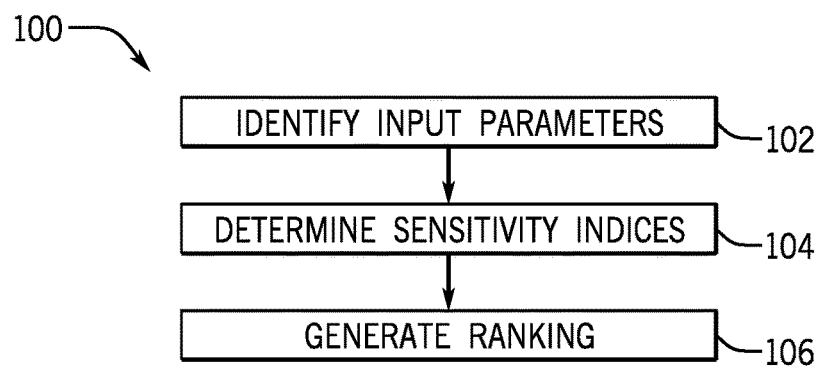 100
IDENTIFY INPUT PARAMETERS
102
DETERMINE SENSITIVITY INDICES
104
GENERATE RANKING
106